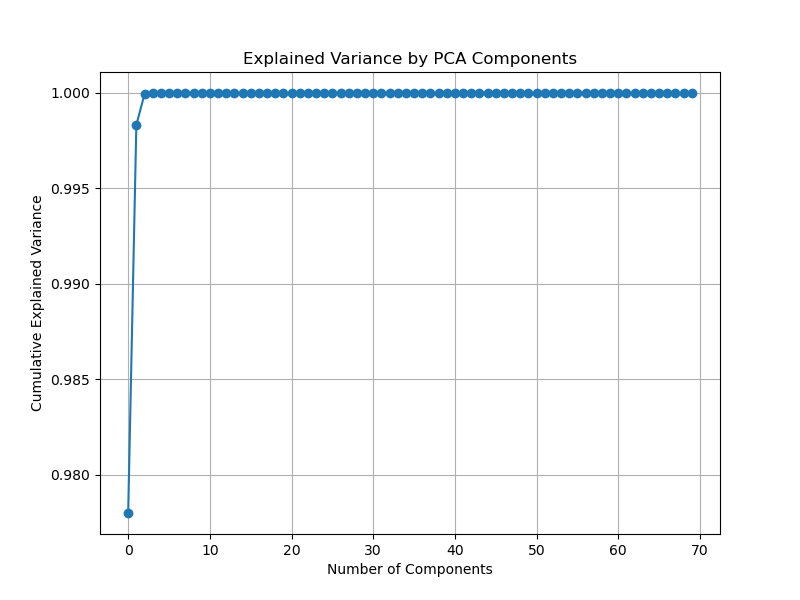 Explained Variance by PCA Components
Cumulative Explained Variance
1.000
0.995
0.990
0.985
0.980
0 10 20 30 40 50 60 70
Number of Components